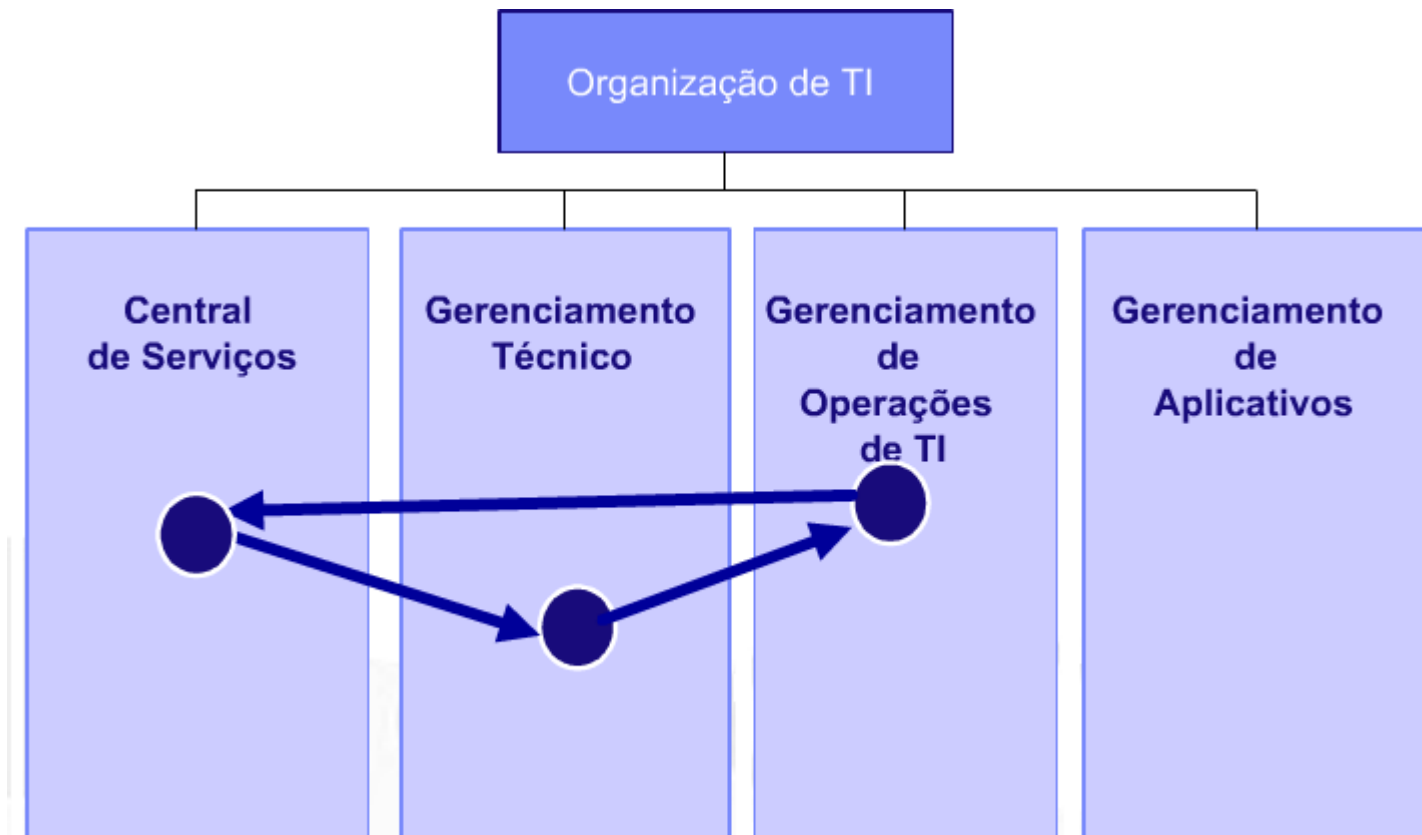 Organização de TI
Central
de Serviços
Gerenciamento
Técnico
Gerenciamento
de
Operações
de TI
Gerenciamento
de
Aplicativos